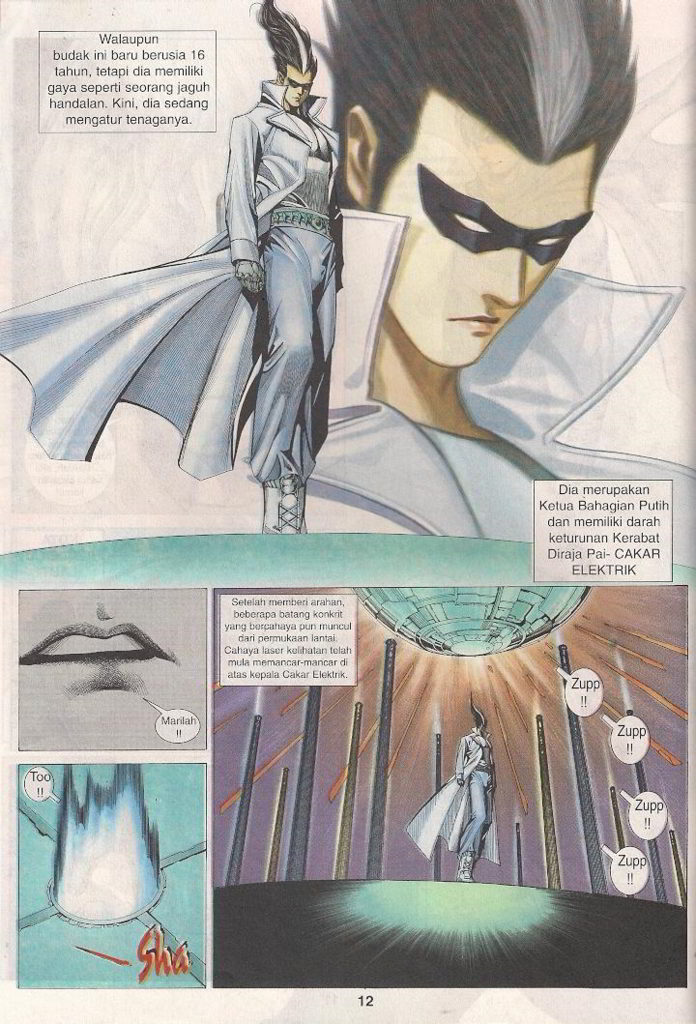 Walaupun
budak ini baru berusia 16
tahun, tetapi dia memiliki
gaya seperti seorang jaguh
handalan. Kini, dia sedang
mengatur tenaganya.
Dia merupakan
Ketua Bahagian Putih
dan memiliki darah
keturunan Kerabat
Diraja Pai- CAKAR
ELEKTRIK
Marilah
!!
Setelah memberi arahan,
beberapa batang konkrit
yang bercahaya pun muncul
dari permukaan lantai.
Cahaya laser kelihatan telah
mula memancar-mancar di
atas kepala Cakar Elektrik.
Zupp
!!
Zupp
!!
Zupp
!!
Zupp
!!
Too
!!
Sha
12